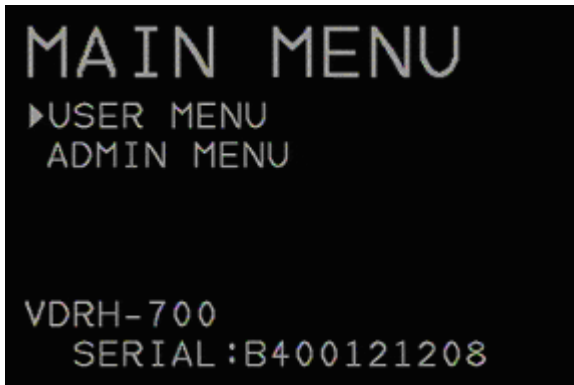 MAIN MENU
USER MENU
ADMIN MENU
VDRH-700
SERIAL:B400121208